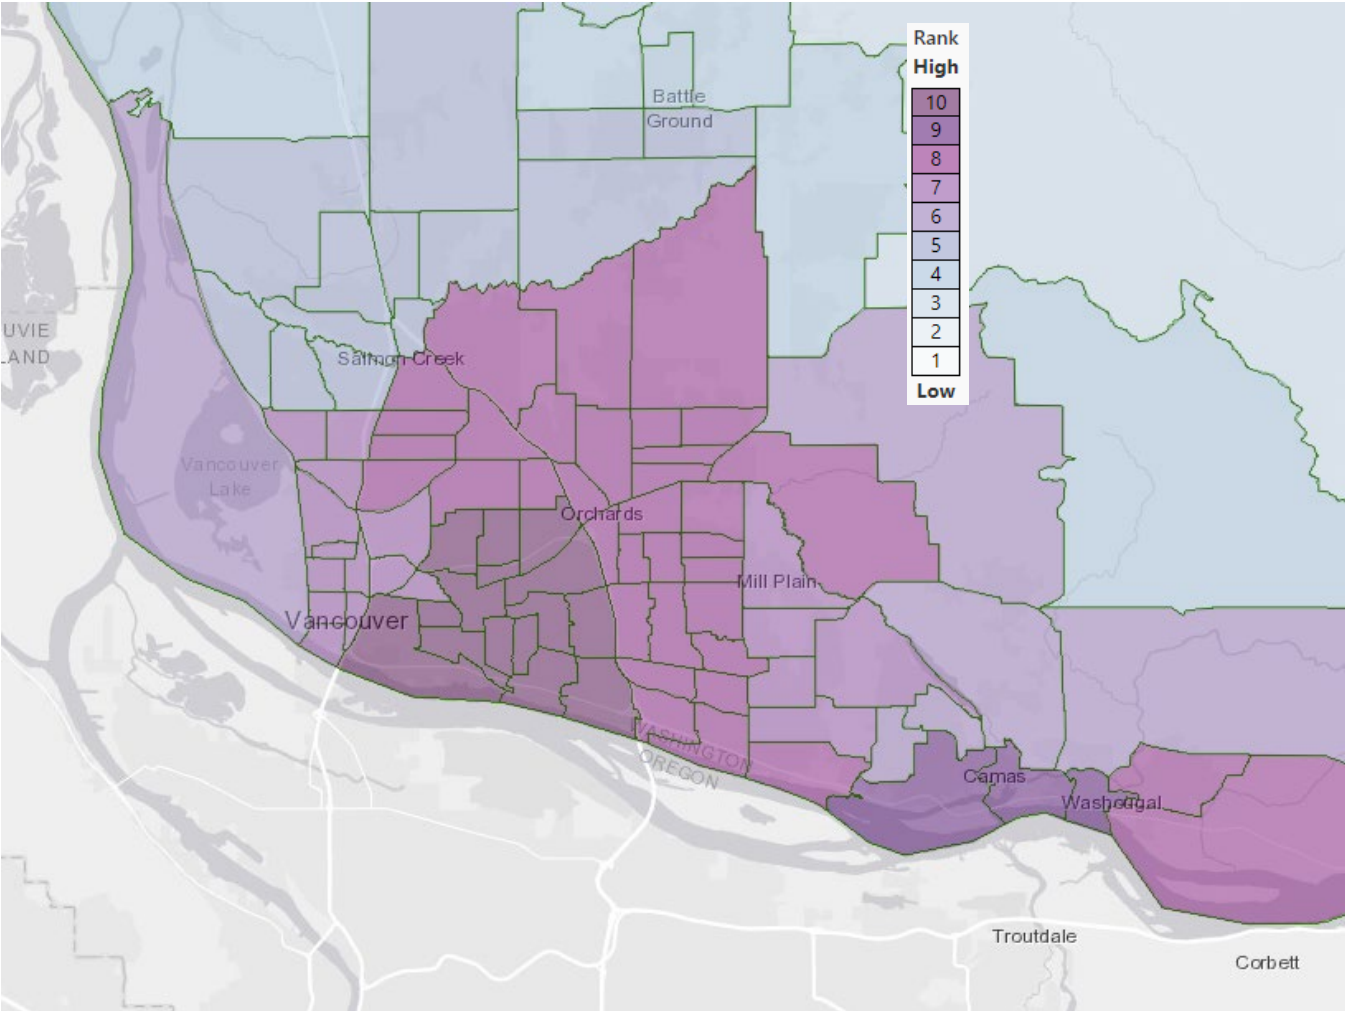 Rank
High
10
9
8
7
6
5
4
3
2
1
Low
Battle
Ground
UVIE
LAND
Salmon Creek
Vancouver
Lake
Orchards
Mill Plain
Vancouver
WASHINGTON
OREGON
Camas
Washougal
Troutdale
Corbett